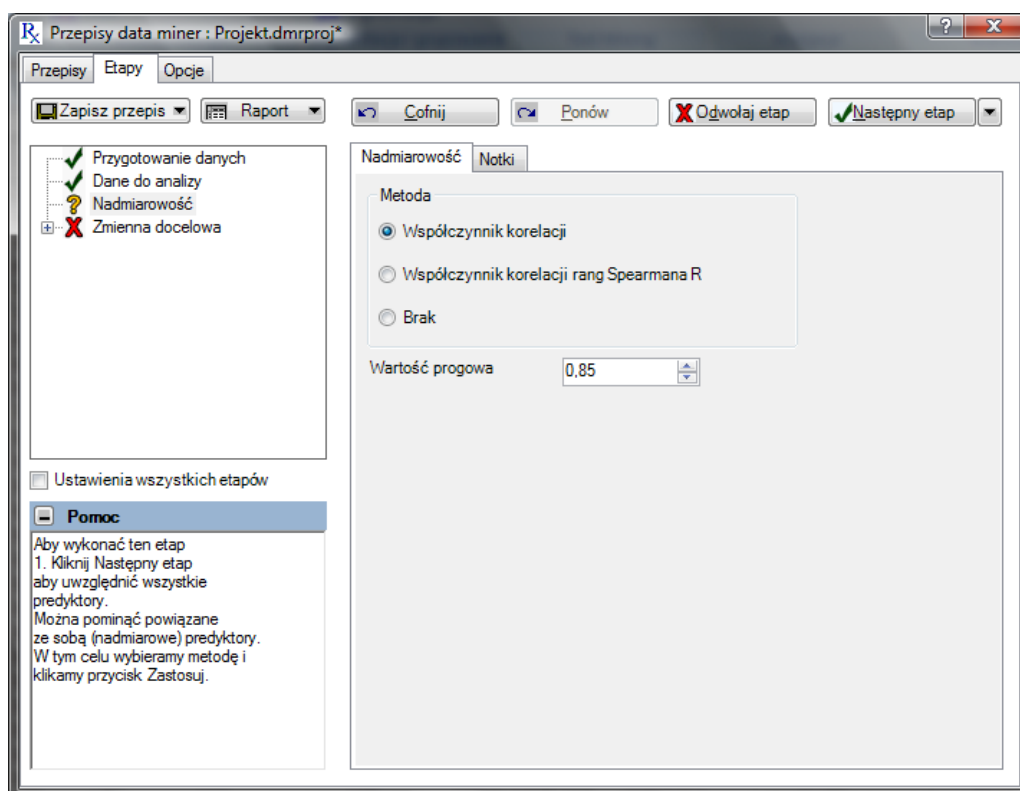 Przepisy data miner : Projekt.dmrproj*
Przepisy Etapy Opcje
Zapisz przepis Raport Cofnij Ponów Odwołaj etap Następny etap
Przygotowanie danych
Dane do analizy
Nadmiarowość
Zmienna docelowa
Ustawienia wszystkich etapów
Pomoc
Aby wykonać ten etap
1. Kliknij Następny etap
aby uwzględnić wszystkie
predyktory.
Można pominąć powiązane
ze sobą (nadmiarowe) predyktory.
W tym celu wybieramy metodę i
klikamy przycisk Zastosuj.
Nadmiarowość Notki
Metoda
Współczynnik korelacji
Współczynnik korelacji rang Spearmana R
Brak
Wartość progowa 0,85